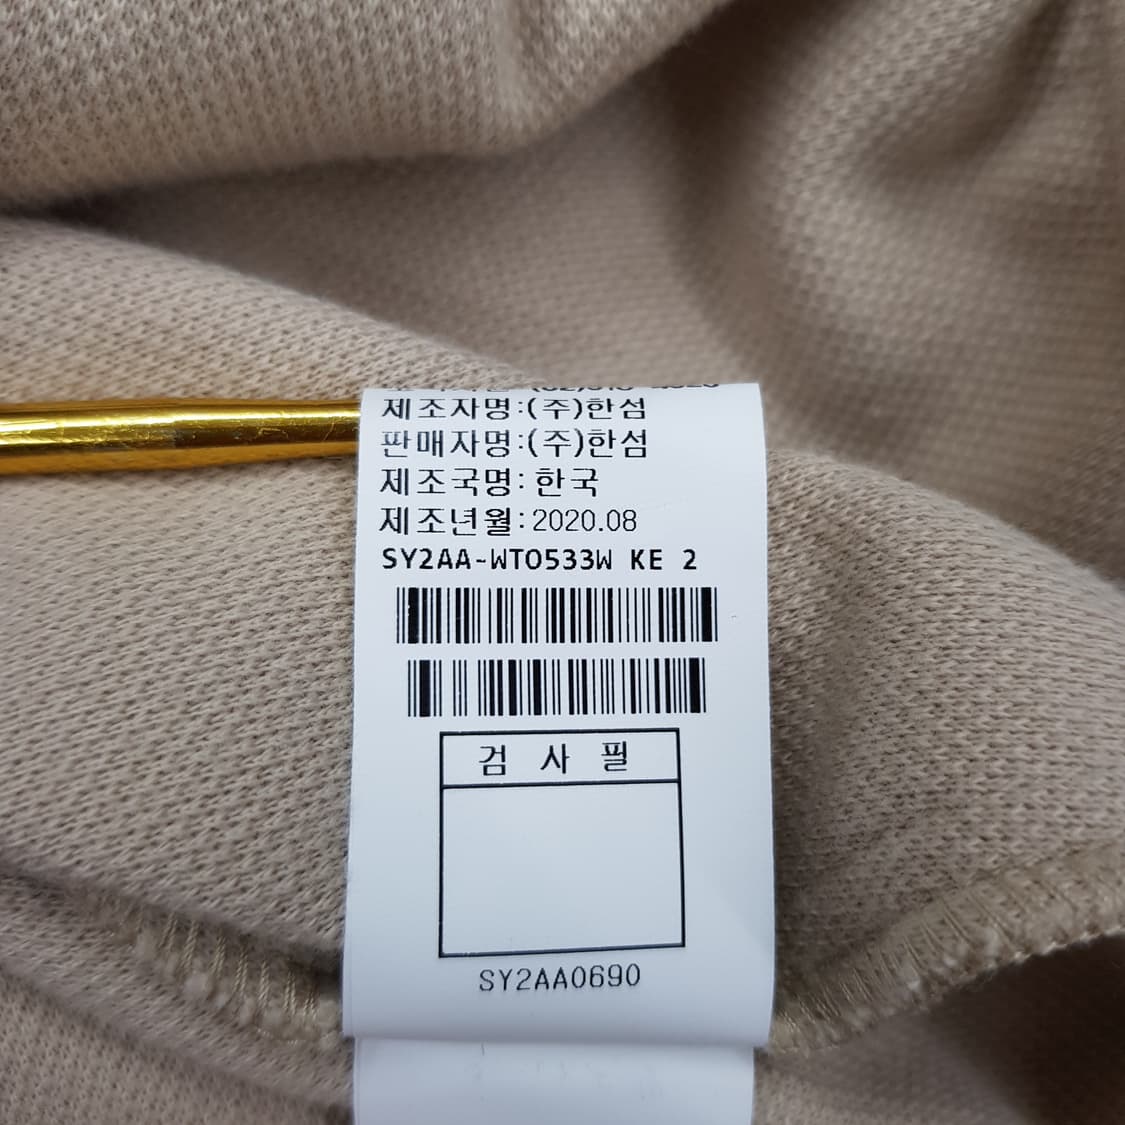 제조자명:(주)한섬
판매자명:(주)한섬
제조국명: 한국
제조년월:2020.08
SY2AA-WTO533W KE 2
검 사 필
SY2AA0690